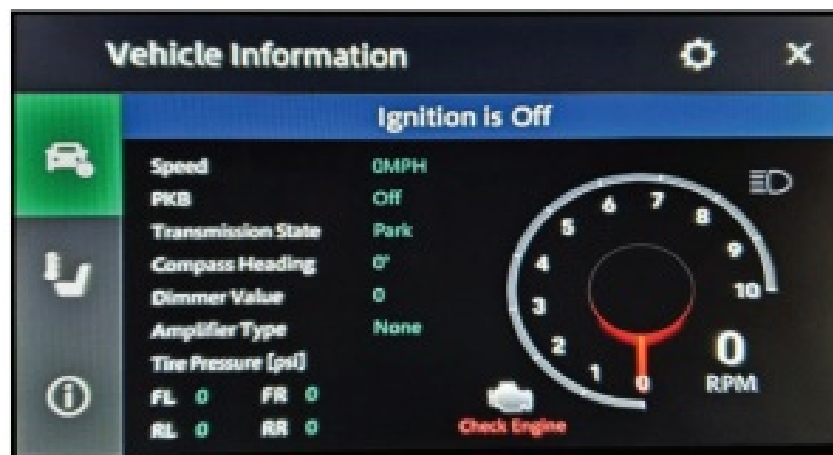 Vehicle Information
Ignition is Off
Speed 0MPH
PKB Off
Transmission State Park
Compass Heading 0°
Dimmer Value 0
Amplifier Type None
Tire Pressure [psi]
FL 0 FR 0
RL 0 RR 0
0 1 2 3 4 5 6 7 8 9 10
0
RPM
Check Engine